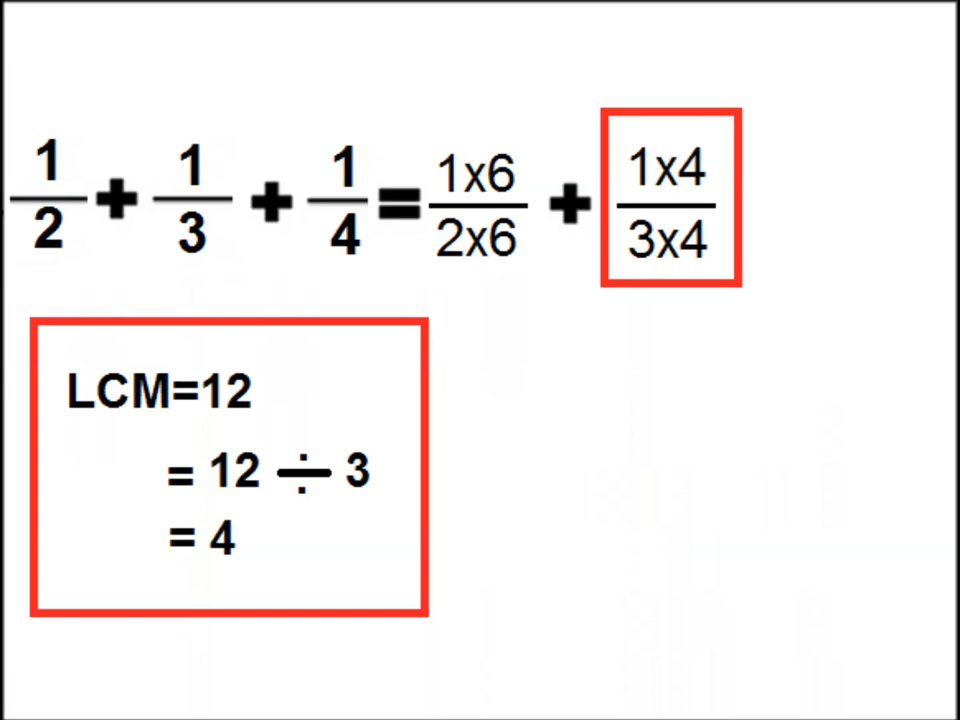 1/2 + 1/3 + 1/4 = 1x6/2x6 + 1x4/3x4
LCM=12
= 12 ÷ 3
= 4